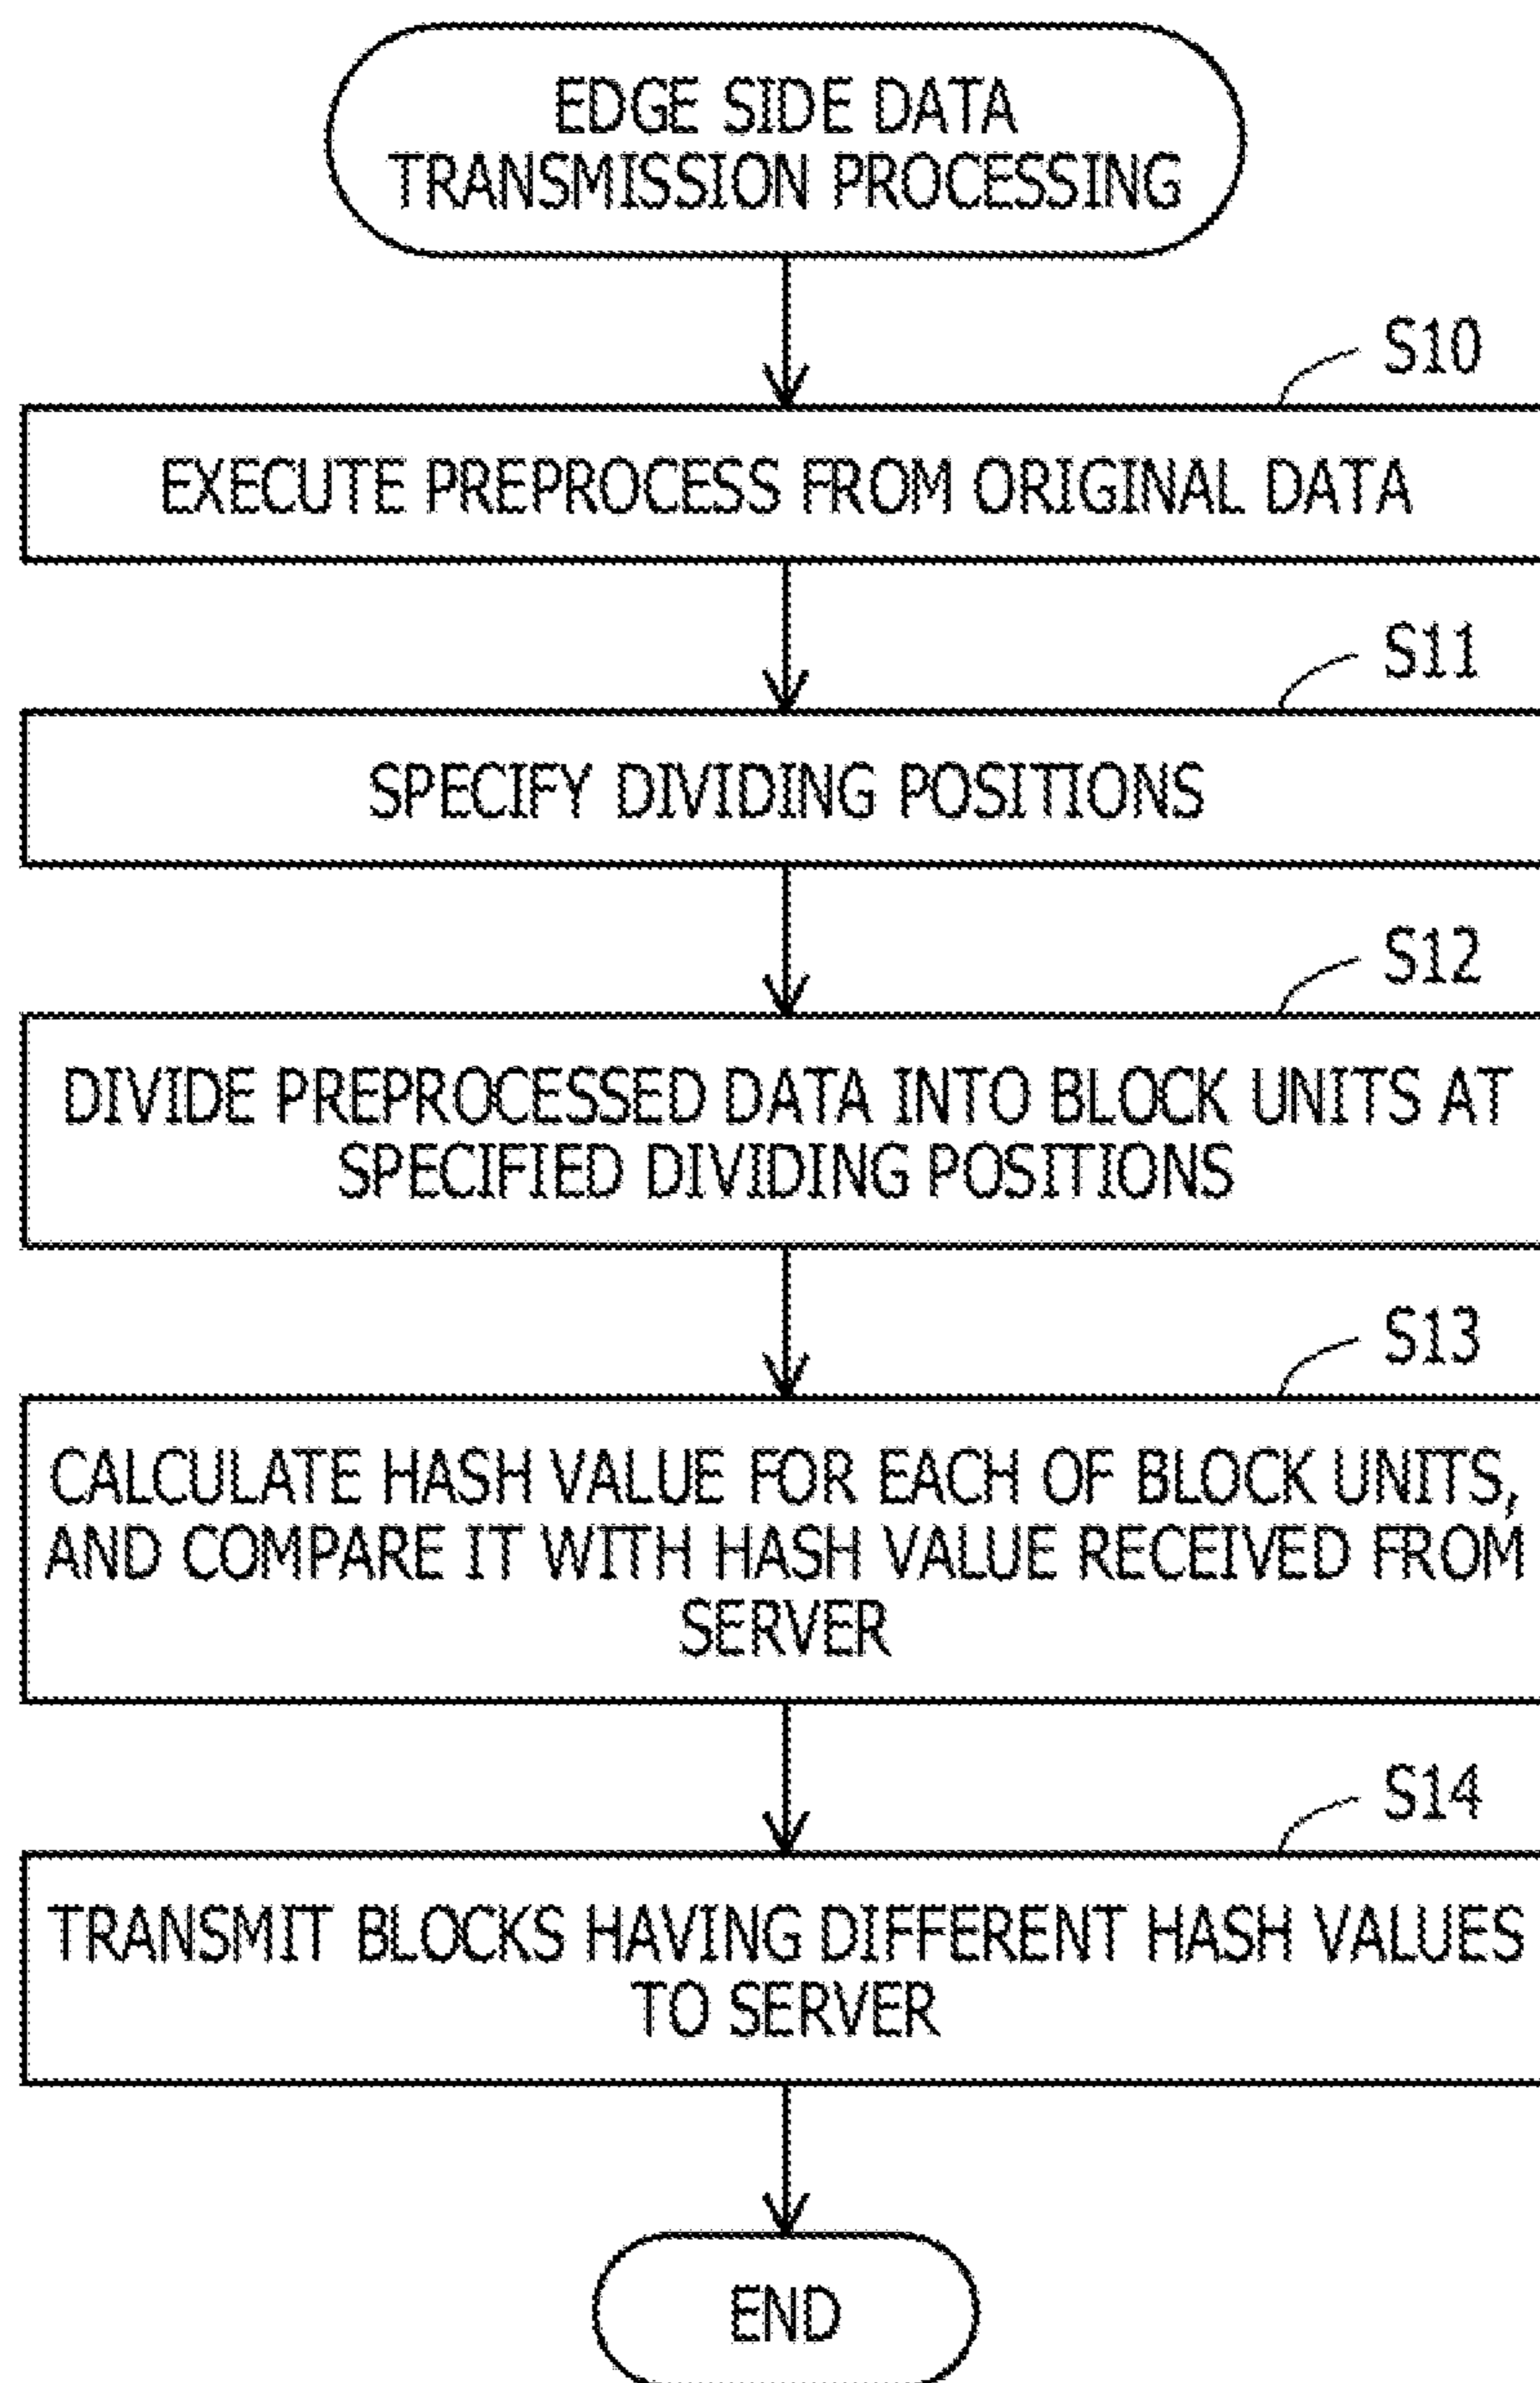 EDGE SIDE DATA
TRANSMISSION PROCESSING
S10
EXECUTE PREPROCESS FROM ORIGINAL DATA
S11
SPECIFY DIVIDING POSITIONS
S12
DIVIDE PREPROCESSED DATA INTO BLOCK UNITS AT
SPECIFIED DIVIDING POSITIONS
S13
CALCULATE HASH VALUE FOR EACH OF BLOCK UNITS,
AND COMPARE IT WITH HASH VALUE RECEIVED FROM
SERVER
S14
TRANSMIT BLOCKS HAVING DIFFERENT HASH VALUES
TO SERVER
END